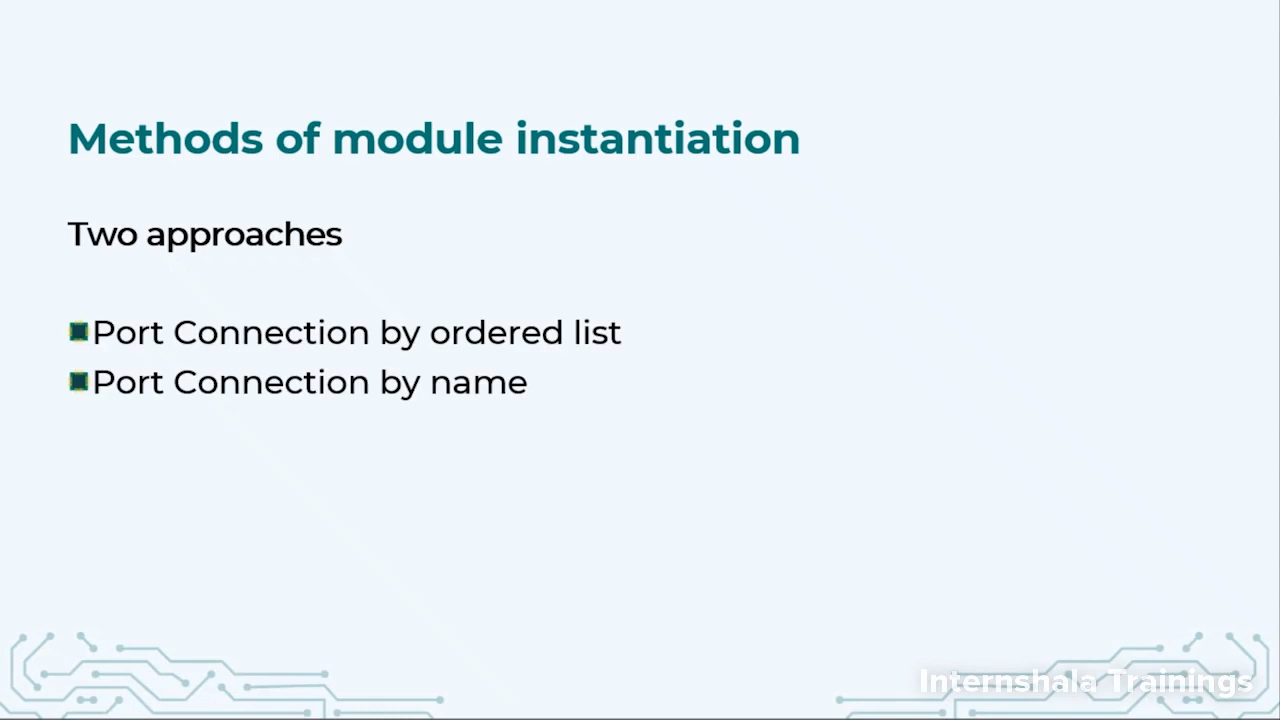 Methods of module instantiation
Two approaches
Port Connection by ordered list
Port Connection by name
Internshala Trainings